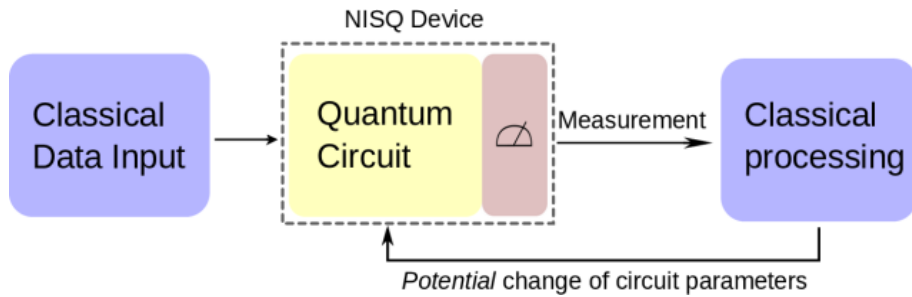 NISQ Device
Classical
Data Input
Quantum
Circuit
Measurement
Classical
processing
Potential change of circuit parameters